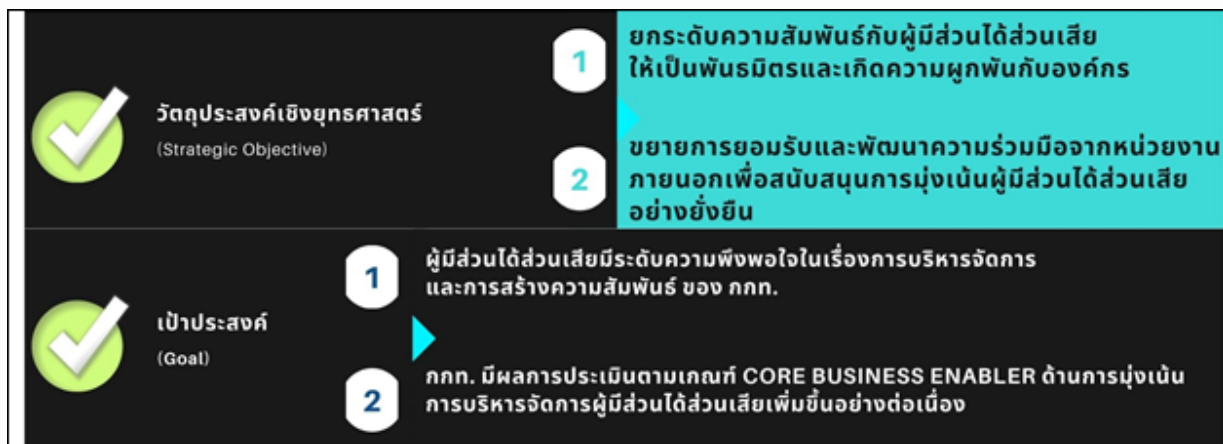 วัตถุประสงค์เชิงยุทธศาสตร์
(Strategic Objective)
1
ยกระดับความสัมพันธ์กับผู้มีส่วนได้ส่วนเสีย
ให้เป็นพันธมิตรและเกิดความผูกพันกับองค์กร
2
ขยายการยอมรับและพัฒนาความร่วมมือจากหน่วยงาน
ภายนอกเพื่อสนับสนุนการมุ่งเน้นผู้มีส่วนได้ส่วนเสีย
อย่างยั่งยืน
เป้าประสงค์
(Goal)
1
ผู้มีส่วนได้ส่วนเสียมีระดับความพึงพอใจในเรื่องการบริหารจัดการ
และการสร้างความสัมพันธ์ ของ กกท.
2
กกท. มีผลการประเมินตามเกณฑ์ CORE BUSINESS ENABLER ด้านการมุ่งเน้น
การบริหารจัดการผู้มีส่วนได้ส่วนเสียเพิ่มขึ้นอย่างต่อเนื่อง